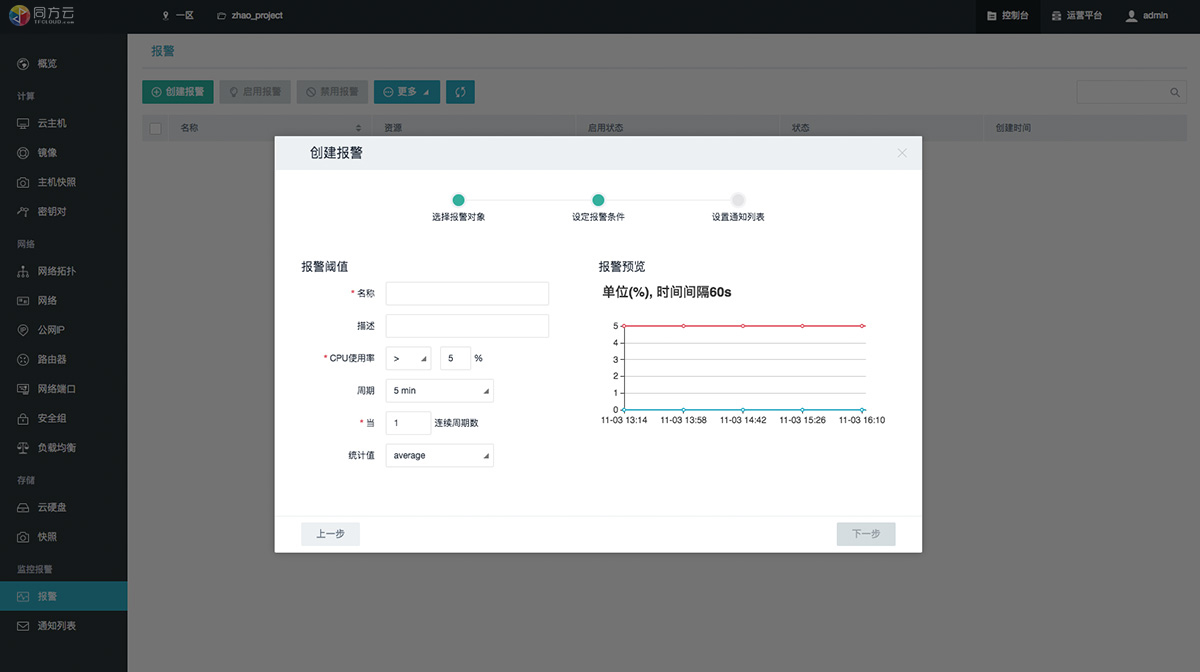 同方云
TFCLOUD.com
一区
zhao_project
控制台
运营平台
admin
概览
计算
云主机
镜像
主机快照
密钥对
网络
网络拓扑
网络
公网IP
路由器
网络端口
安全组
负载均衡
存储
云硬盘
快照
监控报警
报警
通知列表
报警
创建报警
启用报警
禁用报警
更多
名称
资源
启用状态
状态
创建时间
创建报警
选择报警对象
设定报警条件
设置通知列表
报警阈值
* 名称
描述
* CPU使用率 > 5 %
周期 5 min
* 当 1 连续周期数
统计值 average
报警预览
单位(%), 时间间隔60s
5
4
3
2
1
0
11-03 13:14 11-03 13:58 11-03 14:42 11-03 15:26 11-03 16:10
上一步
下一步